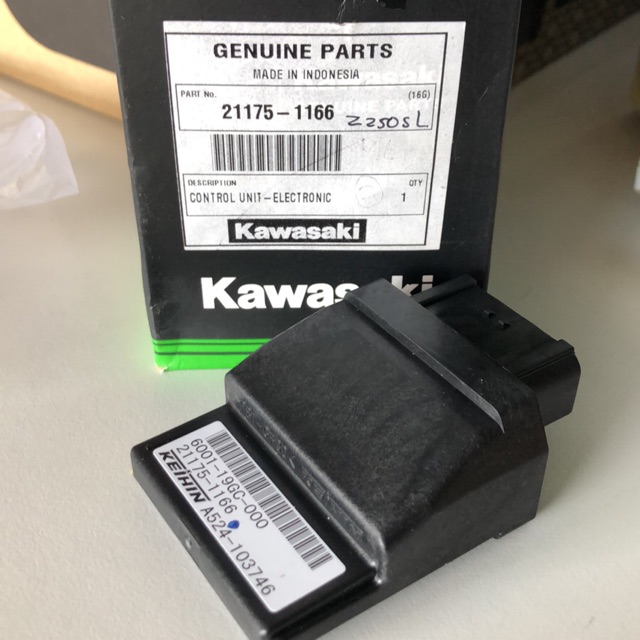 GENUINE PARTS
MADE IN INDONESIA
PART No. (16G)
21175-1166 Z250SL
DESCRIPTION QTY
CONTROL UNIT-ELECTRONIC 1
Kawasaki
Kawasaki
6001-19GC-000
21175-1166
KEIHIN A524-103746